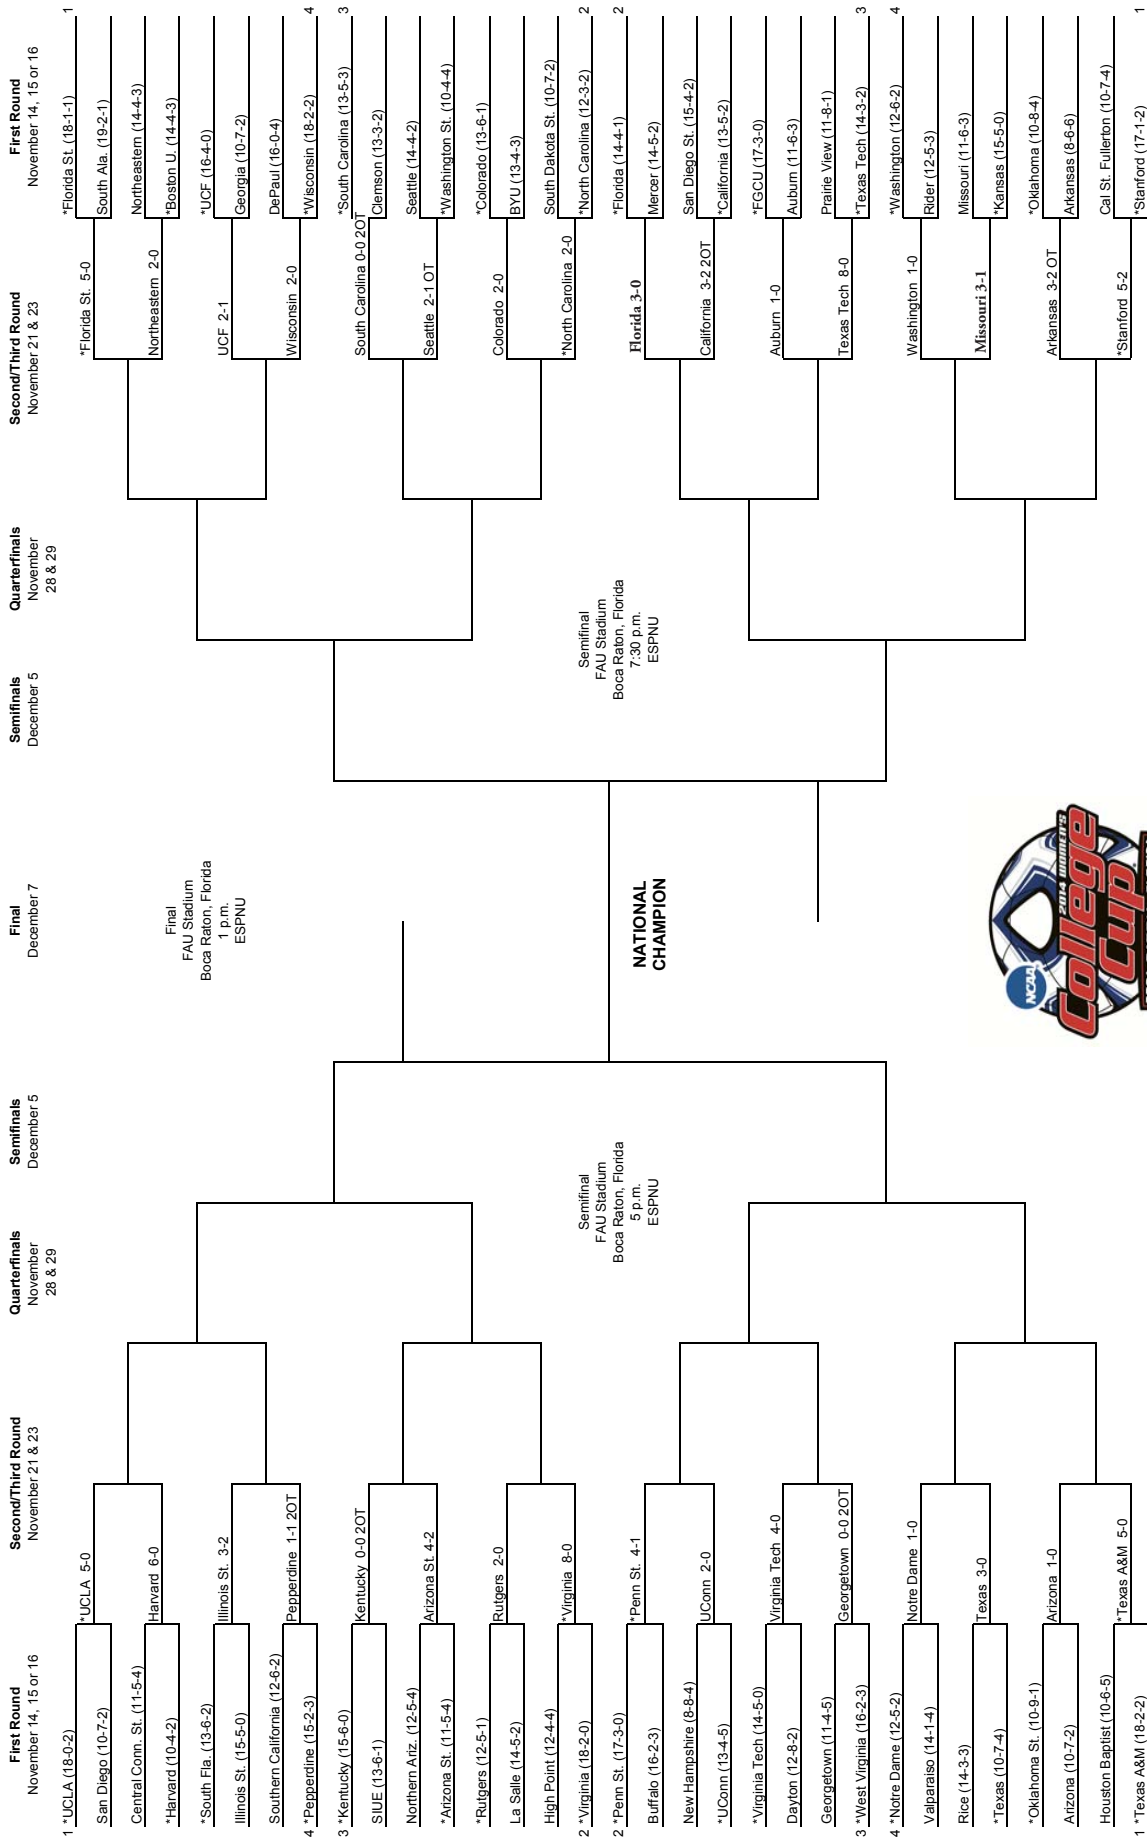 First Round
November 14, 15 or 16
Second/Third Round
November 21 & 23
Quarterfinals
November
28 & 29
Semifinals
December 5
Final
December 7
Semifinals
December 5
Quarterfinals
November
28 & 29
Second/Third Round
November 21 & 23
First Round
November 14, 15 or 16
1 *UCLA (18-0-2)
San Diego (10-7-2)
Central Conn. St. (11-5-4)
*Harvard (10-4-2)
*South Fla. (13-6-2)
Illinois St. (15-5-0)
Southern California (12-6-2)
4 *Pepperdine (15-2-3)
3 *Kentucky (15-6-0)
SIUE (13-6-1)
Northern Ariz. (12-5-4)
*Arizona St. (11-5-4)
*Rutgers (12-5-1)
La Salle (14-5-2)
High Point (12-4-4)
2 *Virginia (18-2-0)
2 *Penn St. (17-3-0)
Buffalo (16-2-3)
New Hampshire (8-8-4)
*UConn (13-4-5)
*Virginia Tech (14-5-0)
Dayton (12-8-2)
Georgetown (11-4-5)
3 *West Virginia (16-2-3)
4 *Notre Dame (12-5-2)
Valparaiso (14-1-4)
Rice (14-3-3)
*Texas (10-7-4)
*Oklahoma St. (10-9-1)
Arizona (10-7-2)
Houston Baptist (10-6-5)
1 *Texas A&M (18-2-2)
*UCLA 5-0
Harvard 6-0
Illinois St. 3-2
Pepperdine 1-1 2OT
Kentucky 0-0 2OT
Arizona St. 4-2
Rutgers 2-0
*Virginia 8-0
*Penn St. 4-1
UConn 2-0
Virginia Tech 4-0
Georgetown 0-0 2OT
Notre Dame 1-0
Texas 3-0
Arizona 1-0
*Texas A&M 5-0
Semifinal
FAU Stadium
Boca Raton, Florida
5 p.m.
ESPNU
Final
FAU Stadium
Boca Raton, Florida
1 p.m.
ESPNU
NATIONAL
CHAMPION
NCAA
2014 WOMEN'S
College
Cup
Semifinal
FAU Stadium
Boca Raton, Florida
7:30 p.m.
ESPNU
*Florida St. 5-0
Northeastern 2-0
UCF 2-1
Wisconsin 2-0
South Carolina 0-0 2OT
Seattle 2-1 OT
Colorado 2-0
*North Carolina 2-0
Florida 3-0
California 3-2 2OT
Auburn 1-0
Texas Tech 8-0
Washington 1-0
Missouri 3-1
Arkansas 3-2 OT
*Stanford 5-2
*Florida St. (18-1-1) 1
South Ala. (19-2-1)
Northeastern (14-4-3)
*Boston U. (14-4-3)
*UCF (16-4-0)
Georgia (10-7-2)
DePaul (16-0-4)
*Wisconsin (18-2-2) 4
*South Carolina (13-5-3) 3
Clemson (13-3-2)
Seattle (14-4-2)
*Washington St. (10-4-4)
*Colorado (13-6-1)
BYU (13-4-3)
South Dakota St. (10-7-2)
*North Carolina (12-3-2) 2
*Florida (14-4-1) 2
Mercer (14-5-2)
San Diego St. (15-4-2)
*California (13-5-2)
*FGCU (17-3-0)
Auburn (11-6-3)
Prairie View (11-8-1)
*Texas Tech (14-3-2) 3
*Washington (12-6-2) 4
Rider (12-5-3)
Missouri (11-6-3)
*Kansas (15-5-0)
*Oklahoma (10-8-4)
Arkansas (8-6-6)
Cal St. Fullerton (10-7-4)
*Stanford (17-1-2) 1